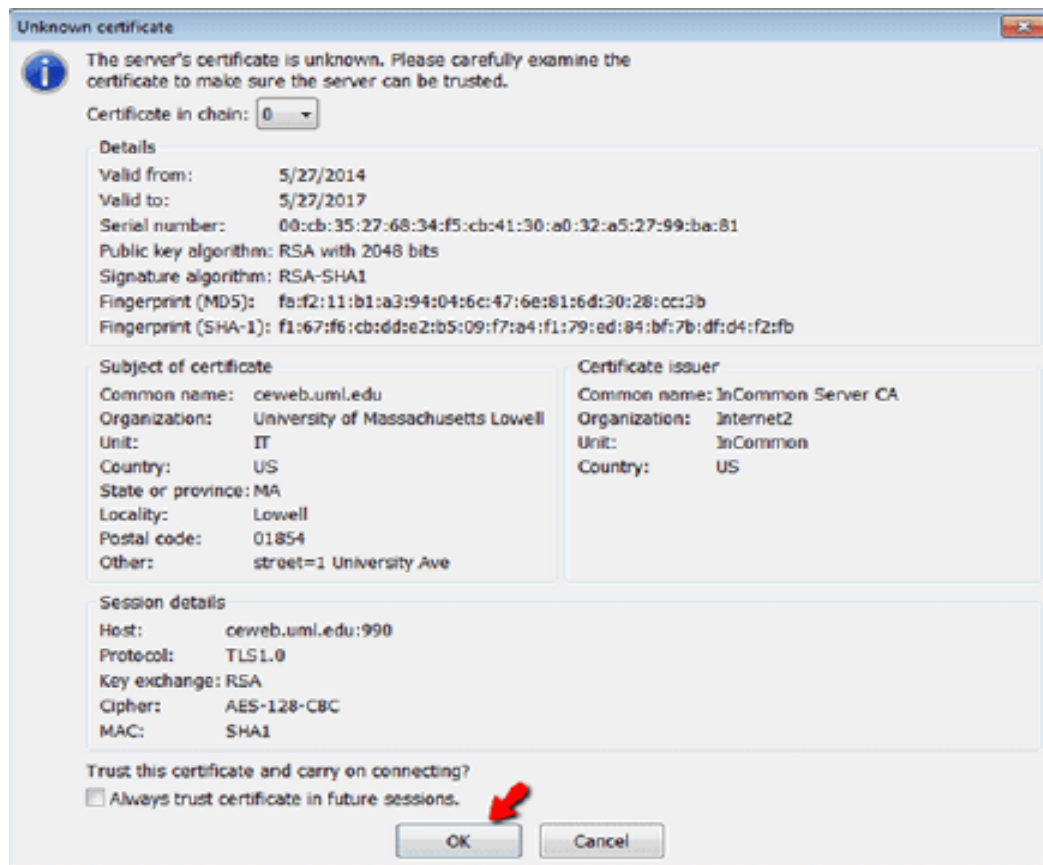 Unknown certificate
The server's certificate is unknown. Please carefully examine the
certificate to make sure the server can be trusted.
Certificate in chain: 0
Details
Valid from: 5/27/2014
Valid to: 5/27/2017
Serial number: 00:cb:35:27:68:34:f5:cb:41:30:a0:32:a5:27:99:ba:81
Public key algorithm: RSA with 2048 bits
Signature algorithm: RSA-SHA1
Fingerprint (MD5): fa:f2:11:b1:a3:94:04:6c:47:6e:81:6d:30:28:cc:3b
Fingerprint (SHA-1): f1:67:f6:cb:dd:e2:b5:09:f7:a4:f1:79:ed:84:bf:7b:df:d4:f2:fb
Subject of certificate
Common name: ceweb.uml.edu
Organization: University of Massachusetts Lowell
Unit: IT
Country: US
State or province: MA
Locality: Lowell
Postal code: 01854
Other: street=1 University Ave
Certificate issuer
Common name: InCommon Server CA
Organization: Internet2
Unit: InCommon
Country: US
Session details
Host: ceweb.uml.edu:990
Protocol: TLS1.0
Key exchange: RSA
Cipher: AES-128-CBC
MAC: SHA1
Trust this certificate and carry on connecting?
Always trust certificate in future sessions.
OK
Cancel